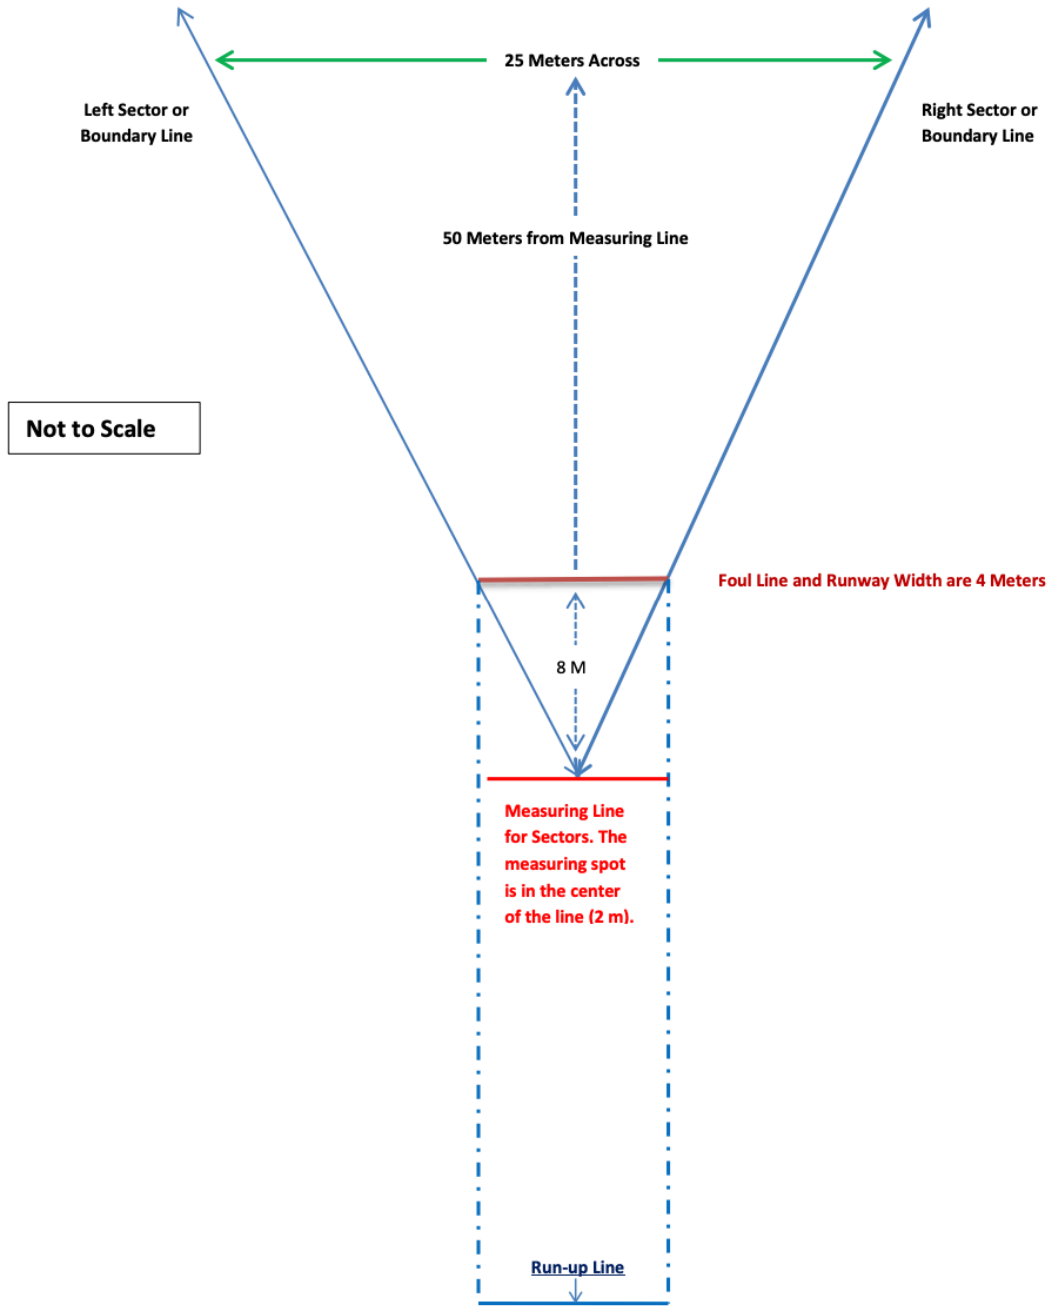 25 Meters Across
Left Sector or
Boundary Line
Right Sector or
Boundary Line
50 Meters from Measuring Line
Not to Scale
Foul Line and Runway Width are 4 Meters
8 M
Measuring Line
for Sectors. The
measuring spot
is in the center
of the line (2 m).
Run-up Line